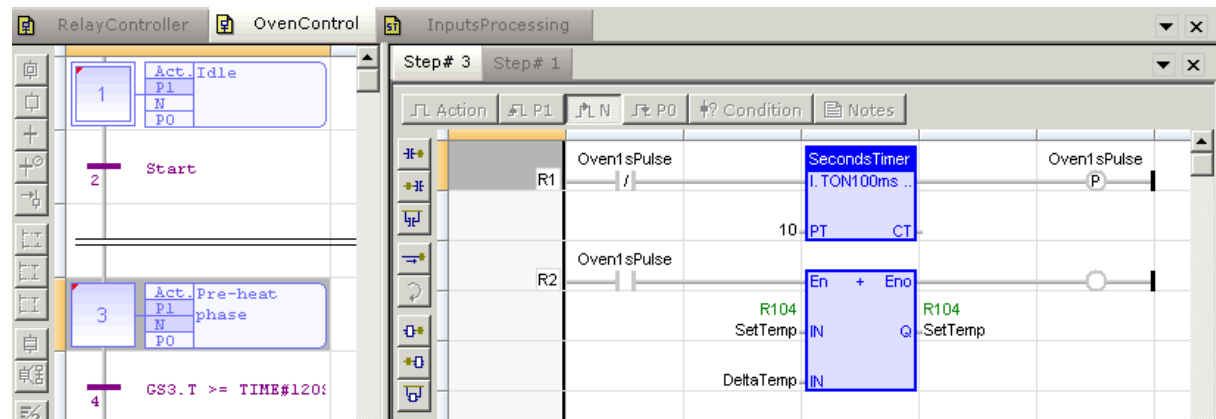 RelayController
OvenControl
ST
InputsProcessing
1
Act.
Idle
P1
N
P0
2
Start
3
Act.
Pre-heat
P1
phase
N
P0
4
GS3.T >= TIME#120s
Step# 3
Step# 1
Action
P1
N
P0
? Condition
Notes
R1
Oven1sPulse
/
SecondsTimer
I.TON100ms ..
10
PT
CT
Oven1sPulse
P
R2
Oven1sPulse
En
+
Eno
R104
SetTemp
IN
Q
R104
SetTemp
DeltaTemp
IN